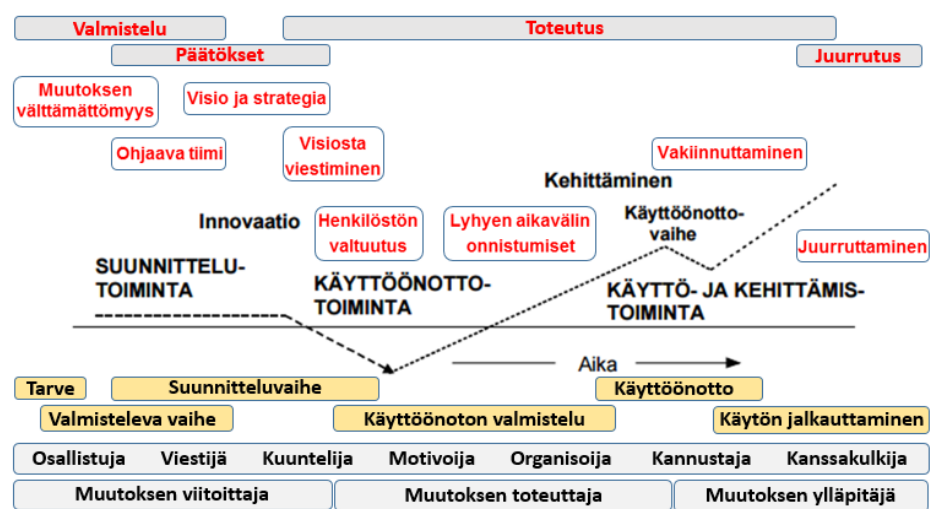 Valmistelu
Toteutus
Päätökset
Juurrutus
Muutoksen
välttämättömyys
Visio ja strategia
Ohjaava tiimi
Visiosta
viestiminen
Vakiinnuttaminen
Kehittäminen
Innovaatio
Henkilöstön
valtuutus
Lyhyen aikavälin
onnistumiset
Käyttöönotto-
vaihe
Juurruttaminen
SUUNNITTELU-
TOIMINTA
KÄYTTÖÖNOTTO-
TOIMINTA
KÄYTTÖ- JA KEHITTÄMIS-
TOIMINTA
Aika
Tarve
Suunnitteluvaihe
Käyttöönotto
Valmisteleva vaihe
Käyttöönoton valmistelu
Käytön jalkauttaminen
Osallistuja Viestijä Kuuntelija Motivoija Organisoija Kannustaja Kanssakulkija
Muutoksen viitoittaja Muutoksen toteuttaja Muutoksen ylläpitäjä